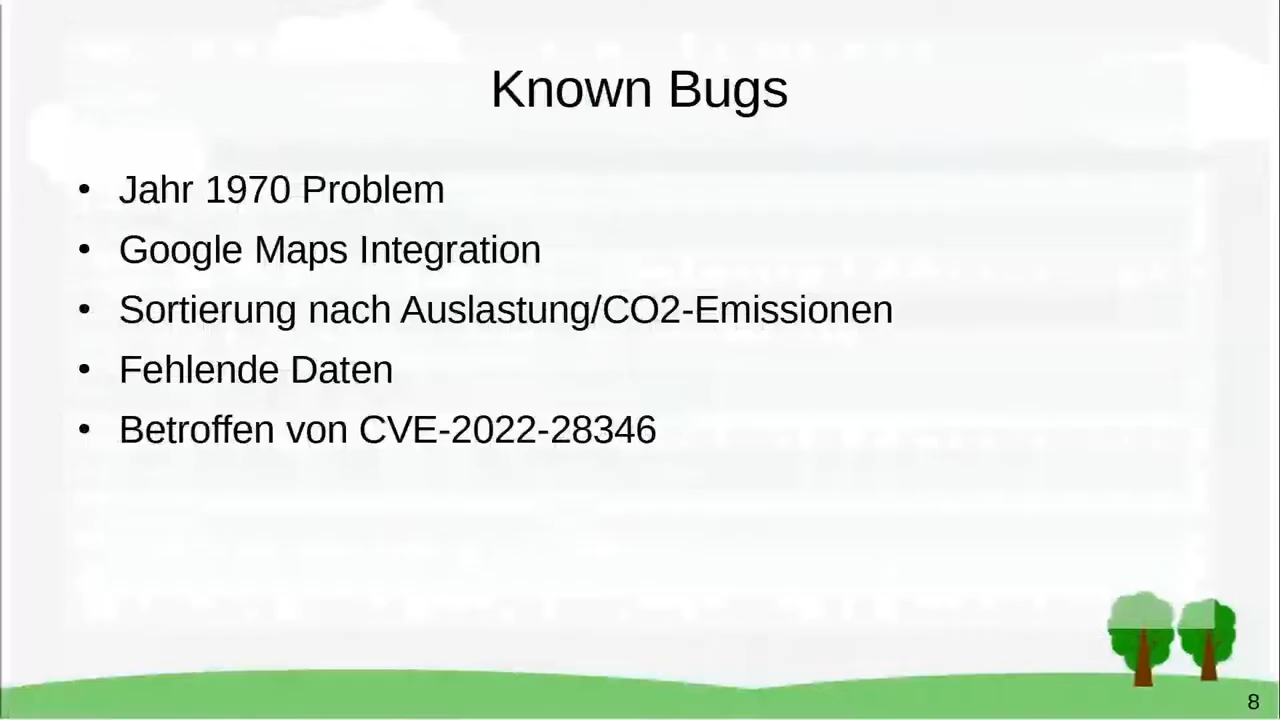 Known Bugs
• Jahr 1970 Problem
• Google Maps Integration
• Sortierung nach Auslastung/CO2-Emissionen
• Fehlende Daten
• Betroffen von CVE-2022-28346
8